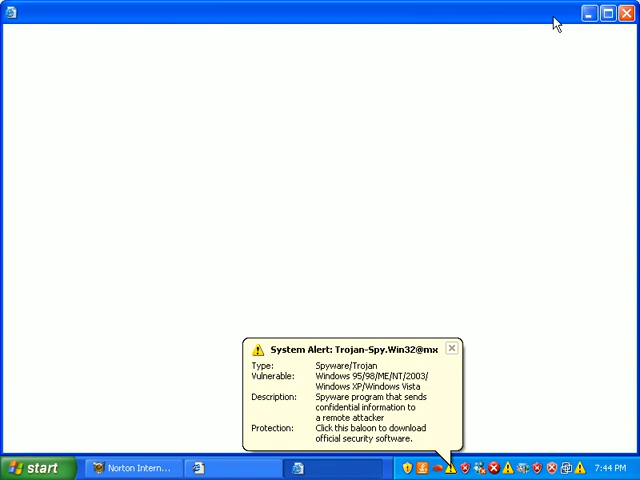 System Alert: Trojan-Spy.Win32@mx
Type: Spyware/Trojan
Vulnerable: Windows 95/98/ME/NT/2003/
Windows XP/Windows Vista
Description: Spyware program that sends
confidential information to
a remote attacker
Protection: Click this baloon to download
official security software.
start
Norton Intern...
7:44 PM